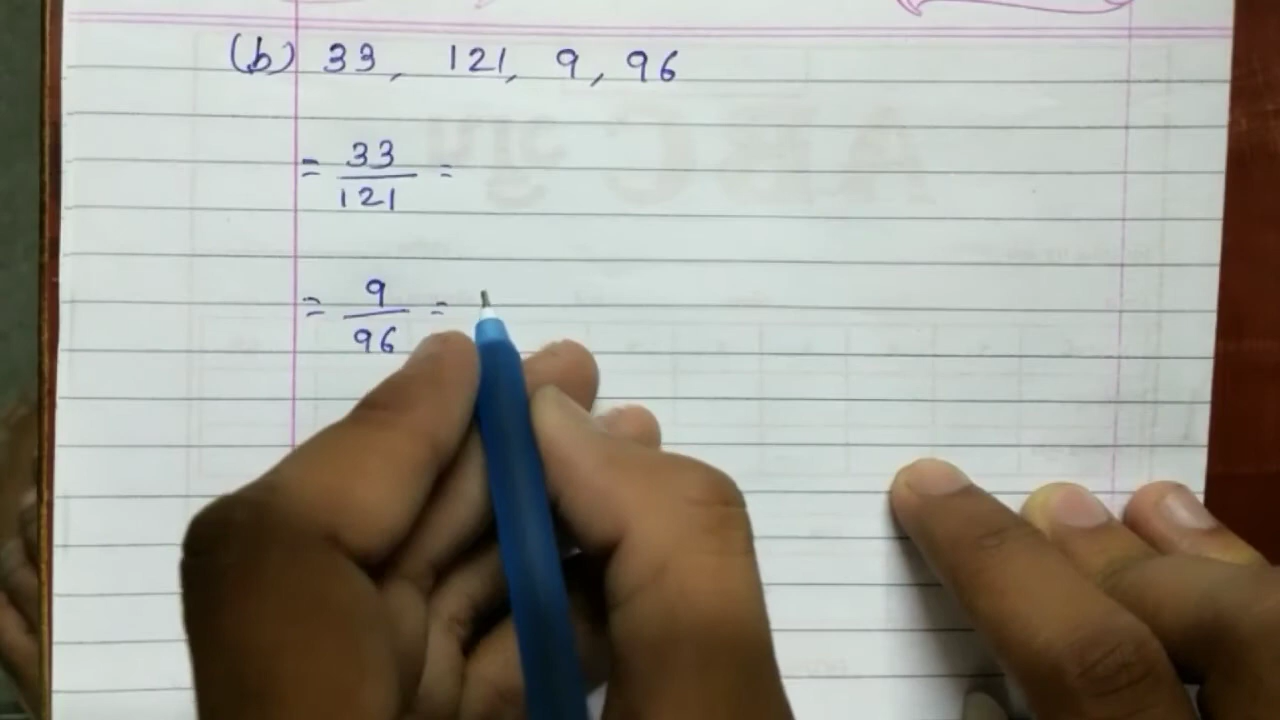 (b) 33, 121, 9, 96
= 33/121 =
= 9/96 =